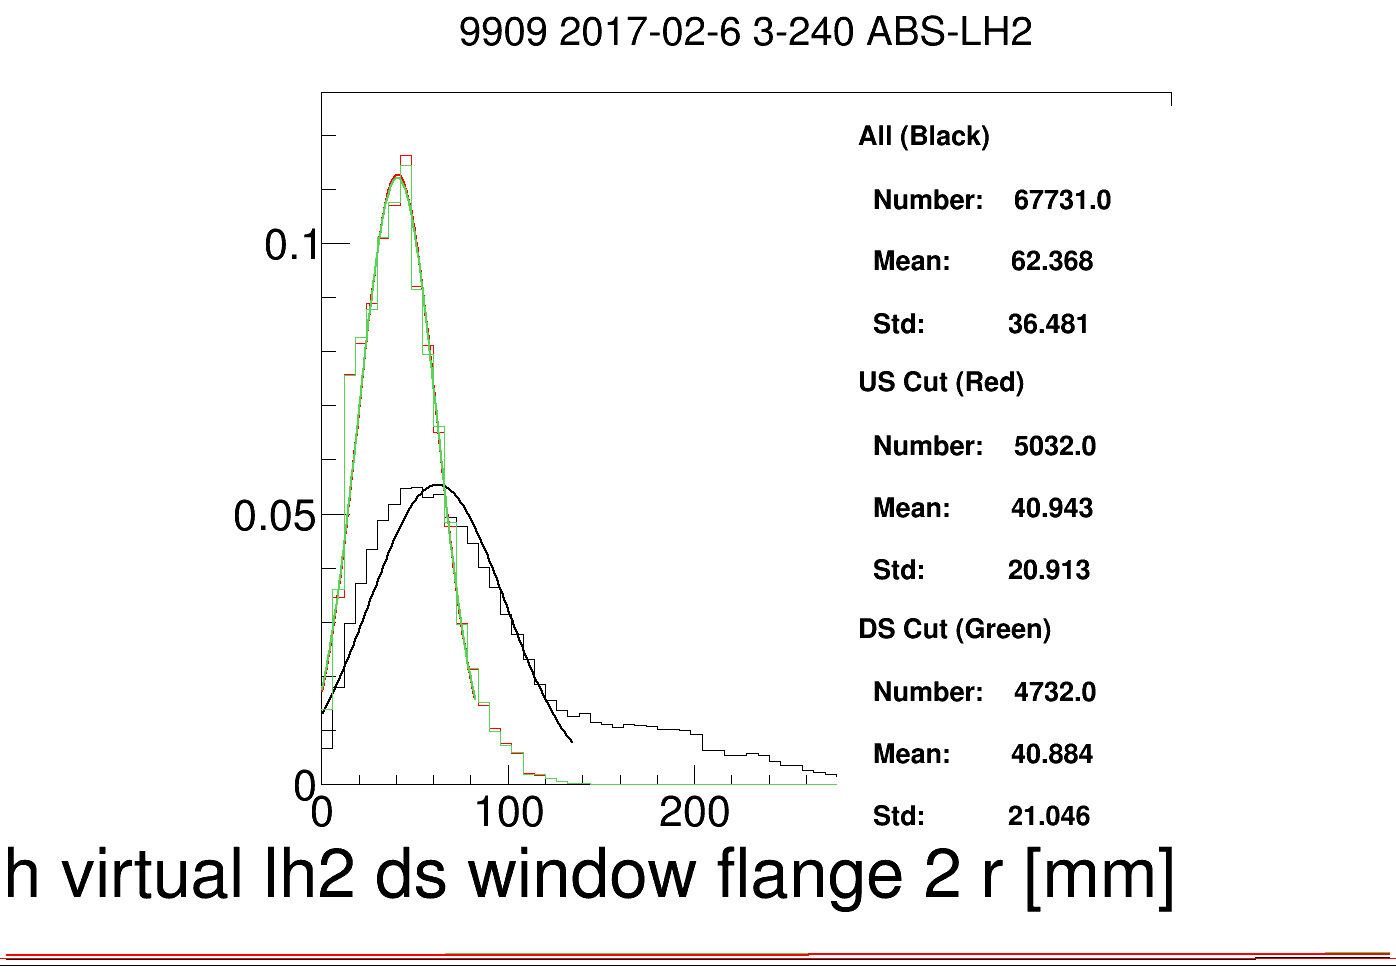 9909 2017-02-6 3-240 ABS-LH2
All (Black)
Number: 67731.0
Mean: 62.368
Std: 36.481
US Cut (Red)
Number: 5032.0
Mean: 40.943
Std: 20.913
DS Cut (Green)
Number: 4732.0
Mean: 40.884
Std: 21.046
0.1
0.05
0
0 100 200
h virtual lh2 ds window flange 2 r [mm]